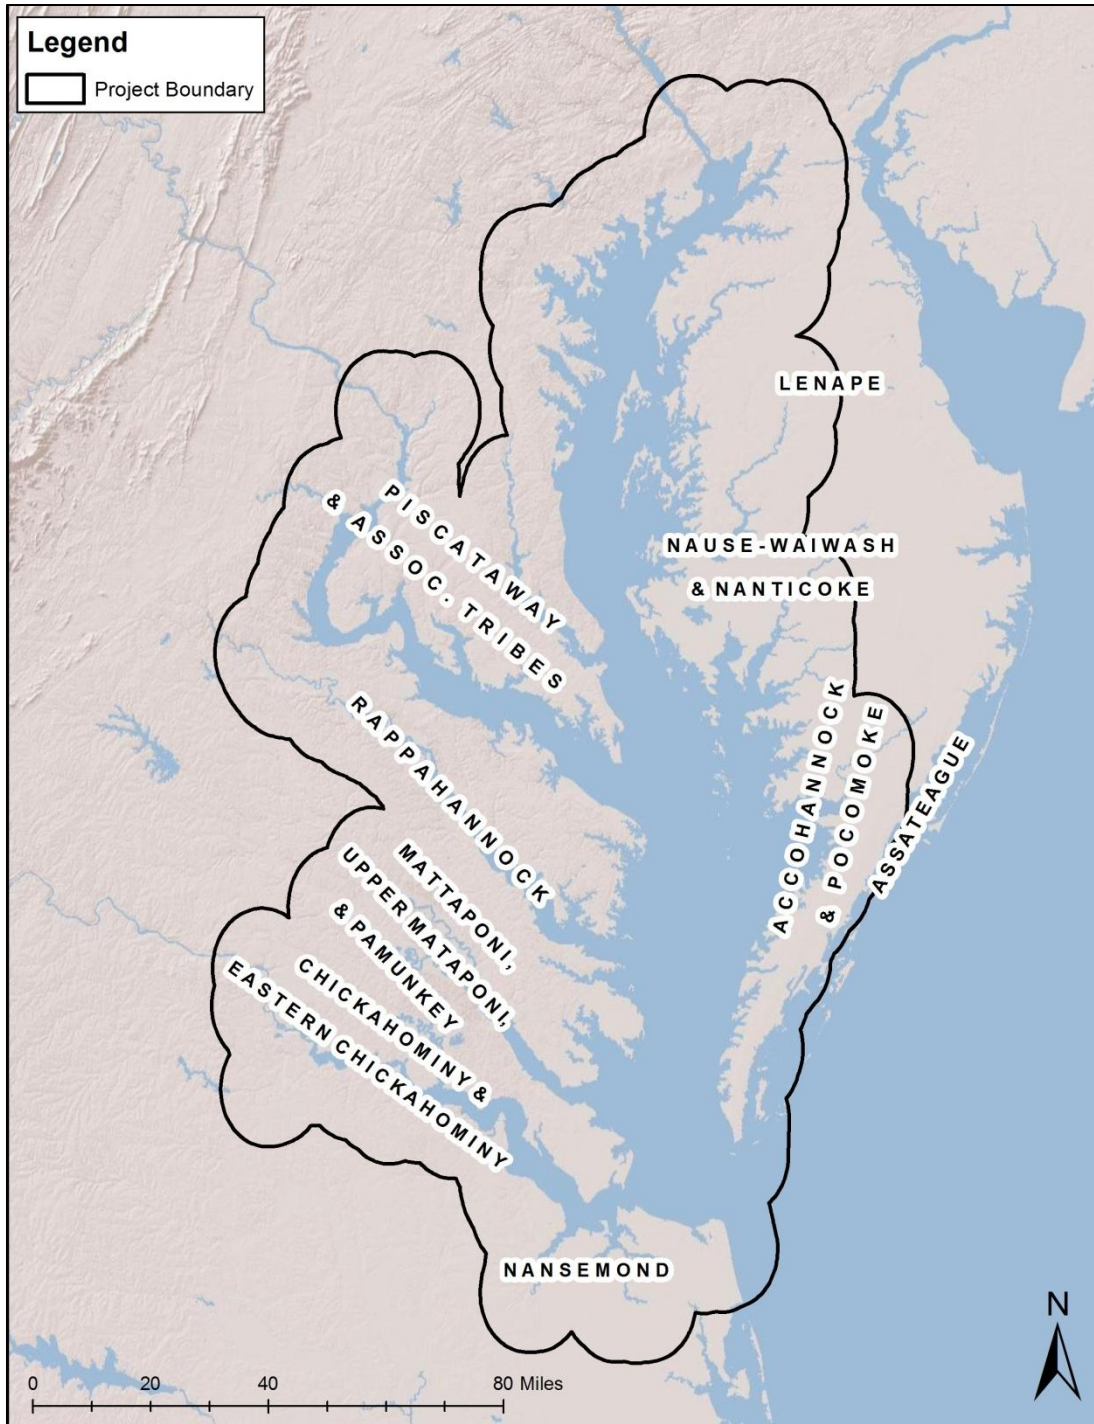 Legend
Project Boundary
LENAPE
PISCATAWAY
& ASSOC. TRIBES
NAUSE-WAIWASH
& NANTICOKE
RAPPAHANNOCK
ACCOHANNOCK
& POCOMOKE
ASSATEAGUE
MATTAPONI,
UPPER MATAPONI,
& PAMUNKEY
CHICKAHOMINY &
EASTERN CHICKAHOMINY
NANSEMOND
N
0 20 40 80 Miles